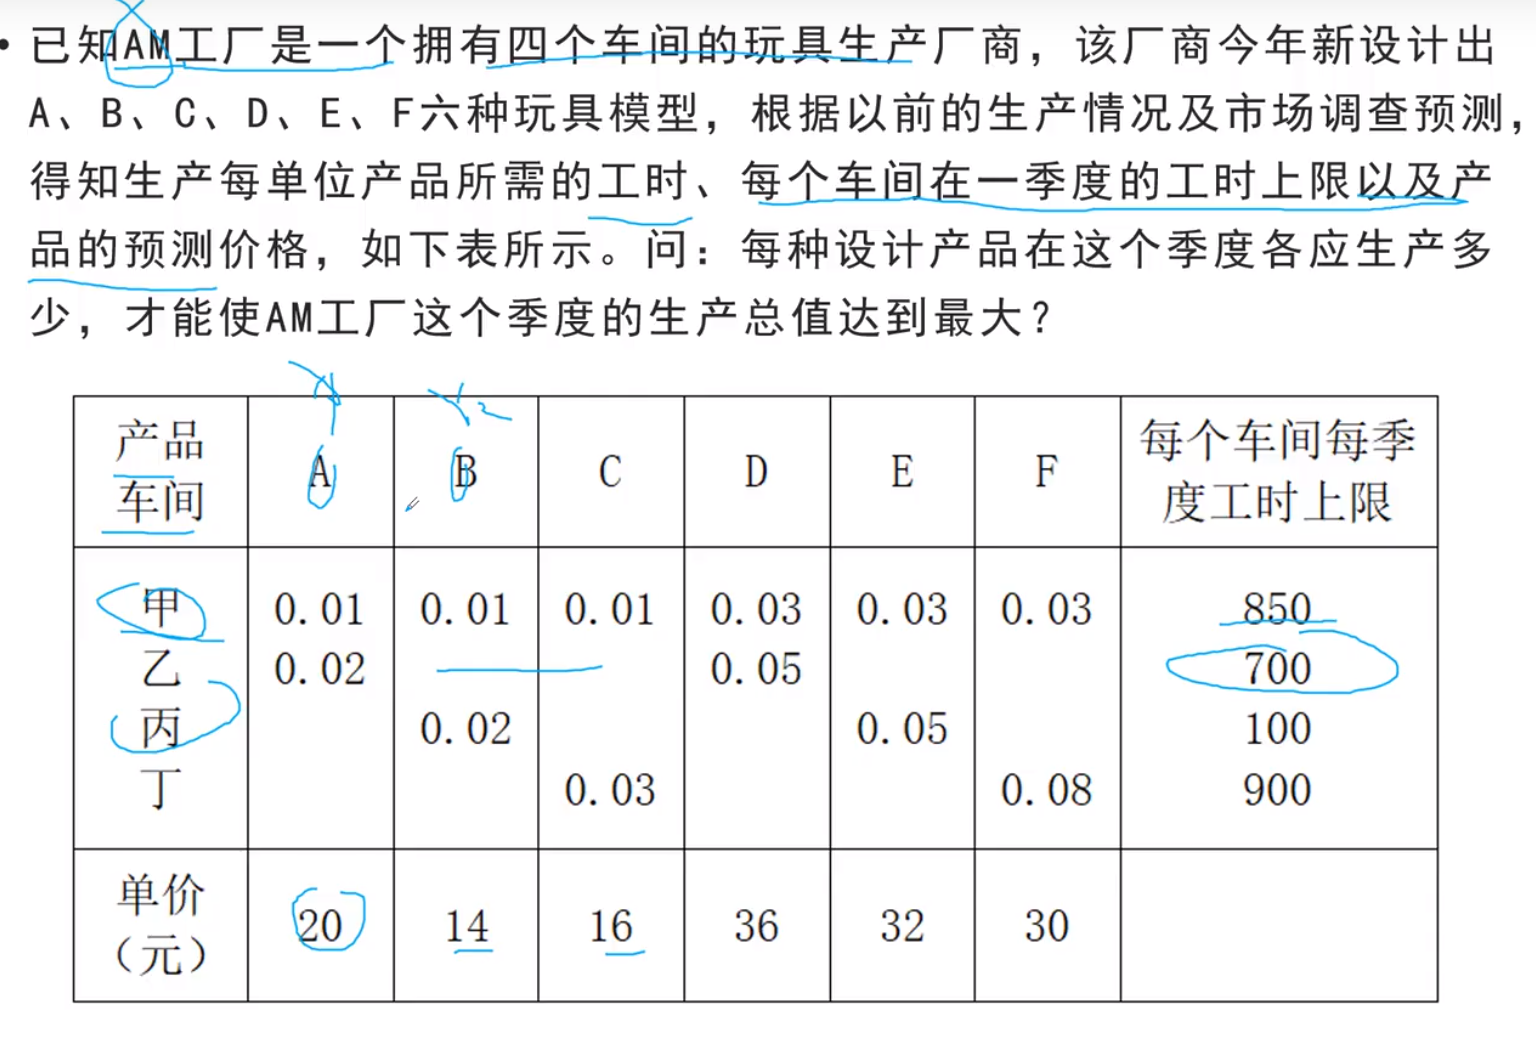 • 已知AM工厂是一个拥有四个车间的玩具生产厂商，该厂商今年新设计出
A、B、C、D、E、F六种玩具模型，根据以前的生产情况及市场调查预测，
得知生产每单位产品所需的工时、每个车间在一季度的工时上限以及产
品的预测价格，如下表所示。问：每种设计产品在这个季度各应生产多
少，才能使AM工厂这个季度的生产总值达到最大？
产品
车间 A B C D E F 每个车间每季
度工时上限
甲 0.01 0.01 0.01 0.03 0.03 0.03 850
乙 0.02 0.05 700
丙 0.02 0.05 100
丁 0.03 0.08 900
单价
（元） 20 14 16 36 32 30